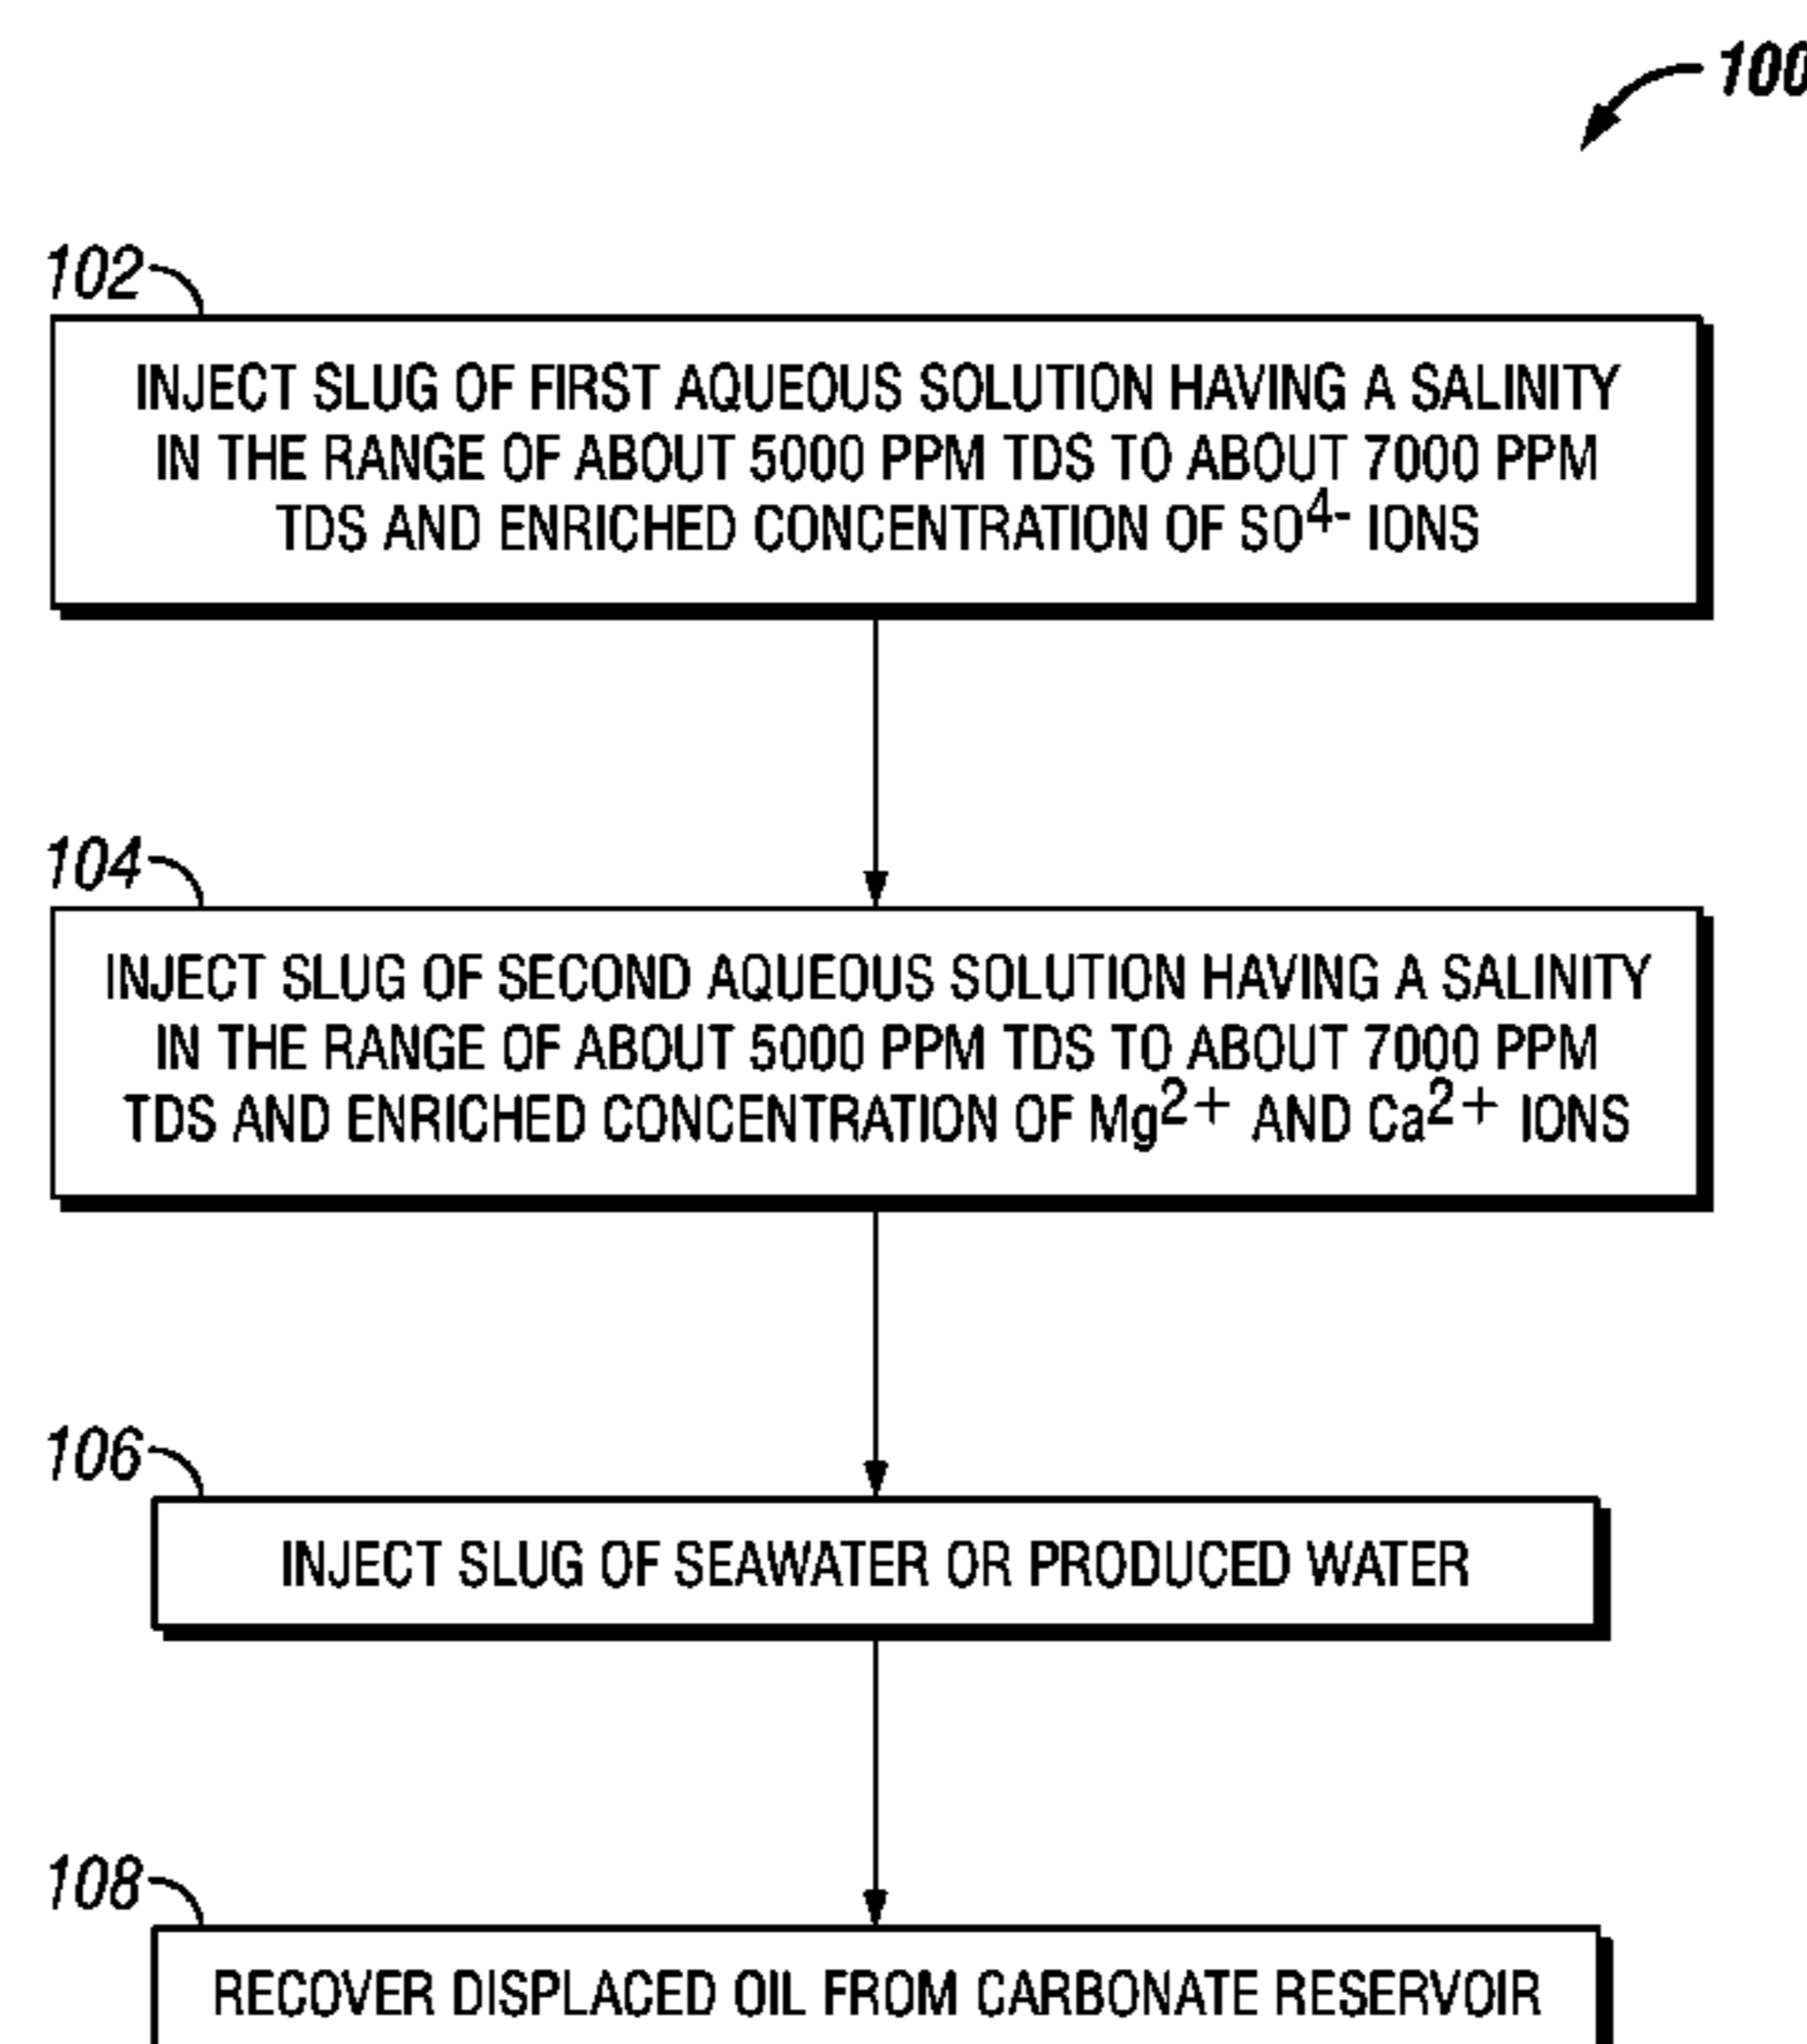 100
102
INJECT SLUG OF FIRST AQUEOUS SOLUTION HAVING A SALINITY
IN THE RANGE OF ABOUT 5000 PPM TDS TO ABOUT 7000 PPM
TDS AND ENRICHED CONCENTRATION OF SO⁴⁻ IONS
104
INJECT SLUG OF SECOND AQUEOUS SOLUTION HAVING A SALINITY
IN THE RANGE OF ABOUT 5000 PPM TDS TO ABOUT 7000 PPM
TDS AND ENRICHED CONCENTRATION OF Mg²⁺ AND Ca²⁺ IONS
106
INJECT SLUG OF SEAWATER OR PRODUCED WATER
108
RECOVER DISPLACED OIL FROM CARBONATE RESERVOIR